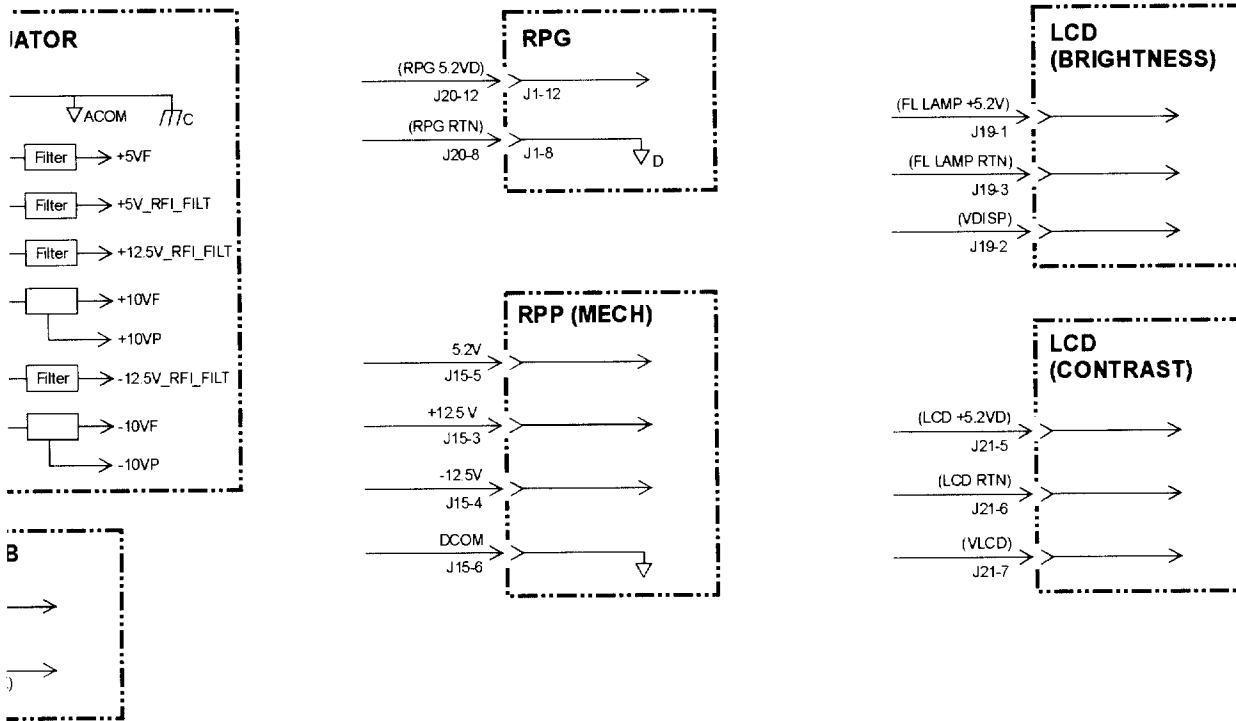 IATOR
ACOM
C
Filter
+5VF
Filter
+5V_RFI_FILT
Filter
+12.5V_RFI_FILT
+10VF
+10VP
Filter
-12.5V_RFI_FILT
-10VF
-10VP
B
)
RPG
(RPG 5.2VD)
J20-12
J1-12
(RPG RTN)
J20-8
J1-8
D
RPP (MECH)
5.2V
J15-5
+12.5 V
J15-3
-12.5V
J15-4
DCOM
J15-6
LCD
(BRIGHTNESS)
(FL LAMP +5.2V)
J19-1
(FL LAMP RTN)
J19-3
(VDISP)
J19-2
LCD
(CONTRAST)
(LCD +5.2VD)
J21-5
(LCD RTN)
J21-6
(VLCD)
J21-7